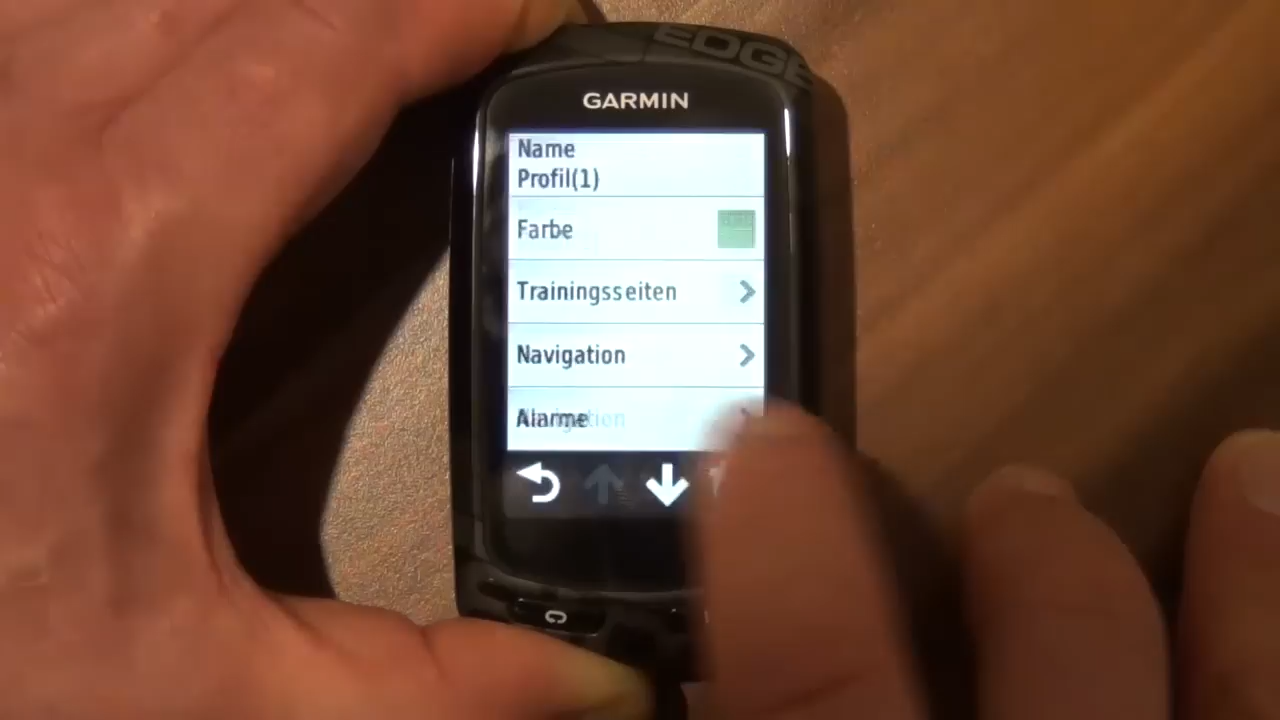 EDGE
GARMIN
Name
Profil(1)
Farbe
Trainingsseiten
Navigation
Alarme